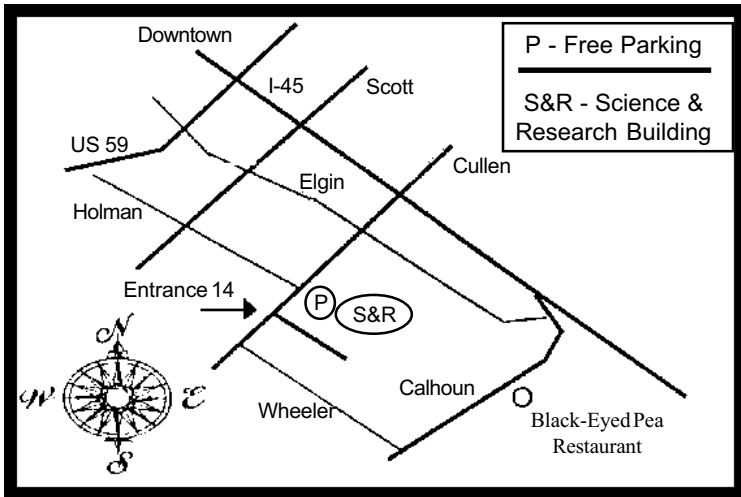 Downtown
P - Free Parking
S&R - Science &
Research Building
I-45
Scott
US 59
Cullen
Elgin
Holman
Entrance 14
P
S&R
N
W
E
S
Calhoun
Wheeler
Black-Eyed Pea
Restaurant